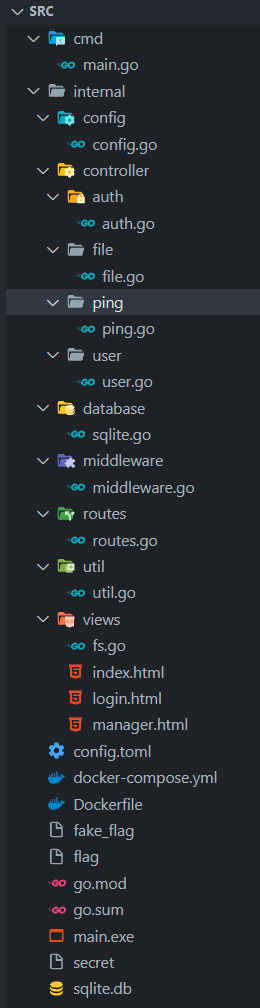 SRC
cmd
main.go
internal
config
config.go
controller
auth
auth.go
file
file.go
ping
ping.go
user
user.go
database
sqlite.go
middleware
middleware.go
routes
routes.go
util
util.go
views
fs.go
index.html
login.html
manager.html
config.toml
docker-compose.yml
Dockerfile
fake_flag
flag
go.mod
go.sum
main.exe
secret
sqlite.db